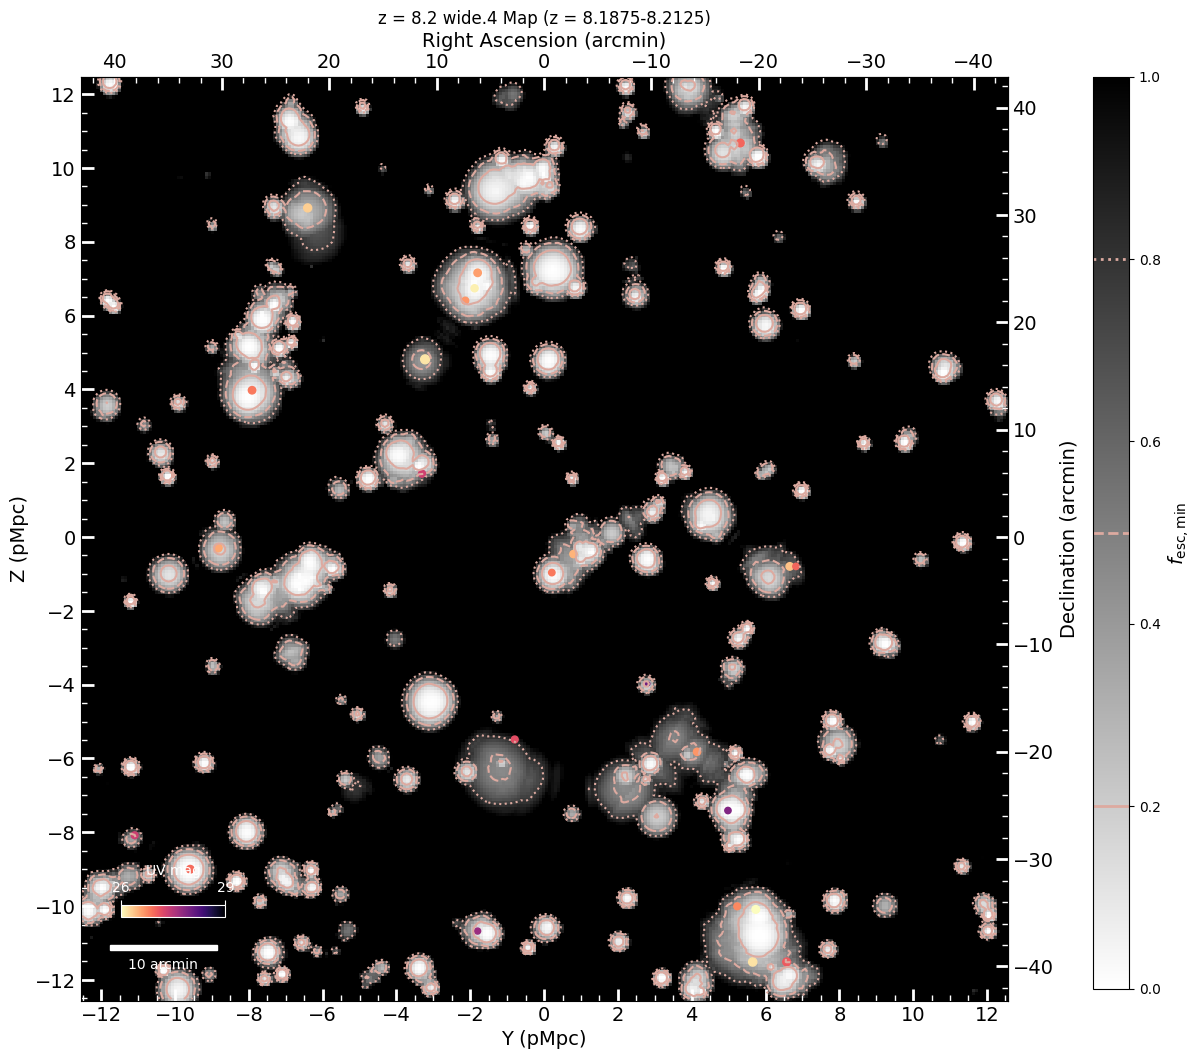 z = 8.2 wide.4 Map (z = 8.1875-8.2125)
Right Ascension (arcmin)
40 30 20 10 0 −10 −20 −30 −40
12 10 8 6 4 2 0 −2 −4 −6 −8 −10 −12
Z (pMpc)
40 30 20 10 0 −10 −20 −30 −40
Declination (arcmin)
1.0 0.8 0.6 0.4 0.2 0.0
fesc,min
UV
26 29
10 arcmin
−12 −10 −8 −6 −4 −2 0 2 4 6 8 10 12
Y (pMpc)